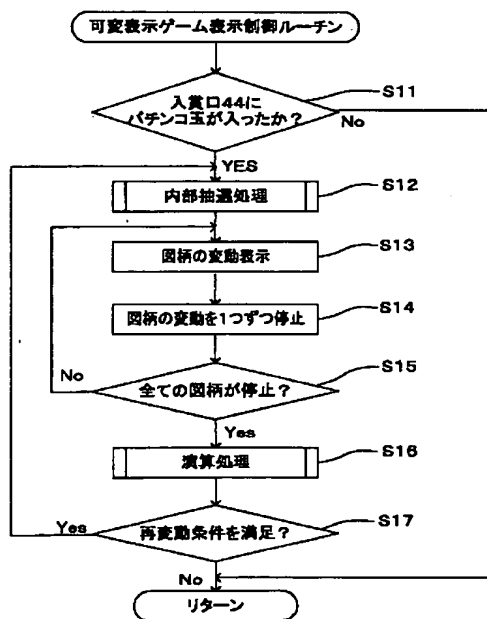 可変表示ゲーム表示制御ルーチン
S11
入賞口44に
パチンコ玉が入ったか？
No
YES
S12
内部抽選処理
S13
図柄の変動表示
S14
図柄の変動を1つずつ停止
S15
No
全ての図柄が停止？
Yes
S16
演算処理
S17
Yes
再変動条件を満足？
No
リターン